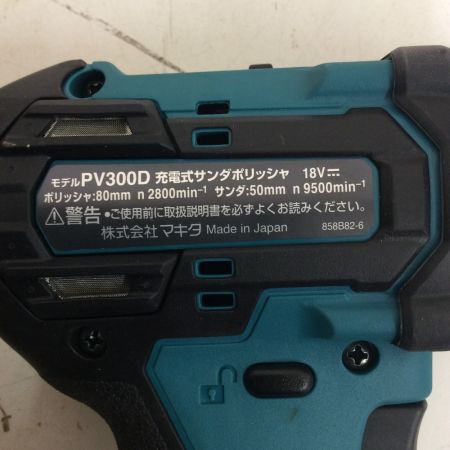 モデルPV300D 充電式サンダポリッシャ 18V⎓
ポリッシャ:80mm n 2800min⁻¹ サンダ:50mm n 9500min⁻¹
⚠警告 •ご使用前に取扱説明書を必ずよくお読みください。
株式会社マキタ Made in Japan 858B82-6